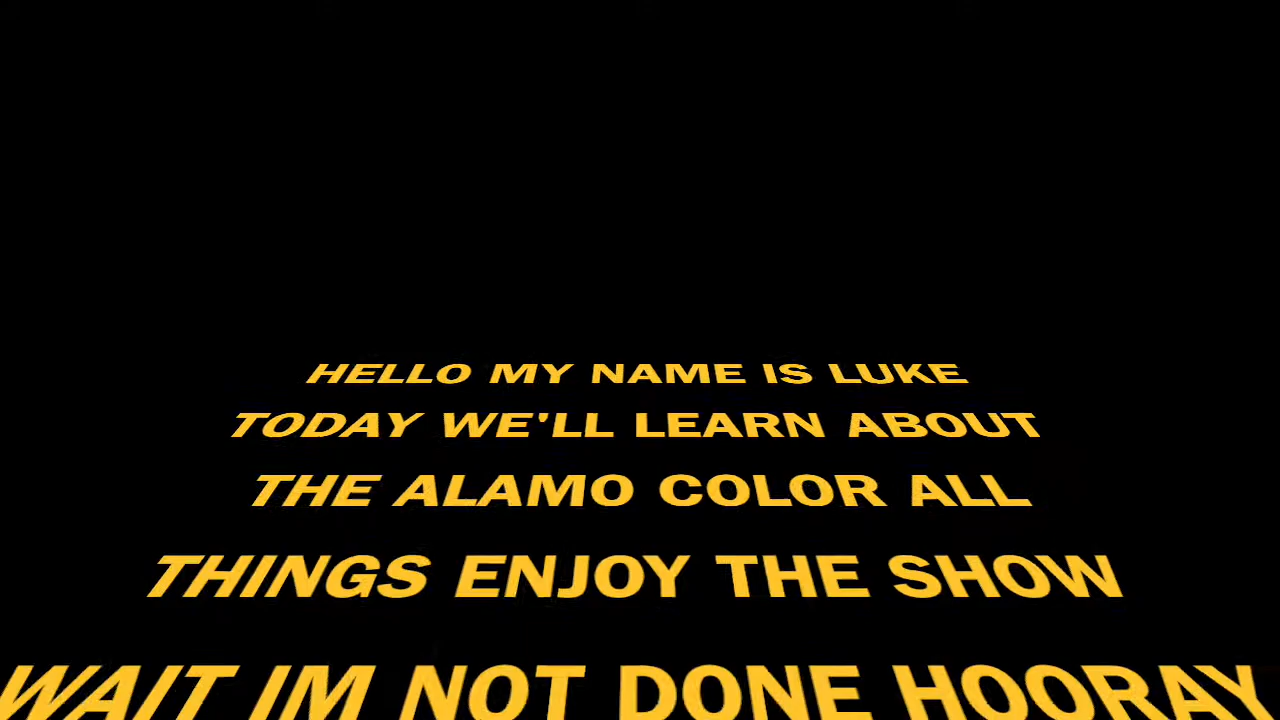 HELLO MY NAME IS LUKE
TODAY WE'LL LEARN ABOUT
THE ALAMO COLOR ALL
THINGS ENJOY THE SHOW
WAIT IM NOT DONE HOORAY